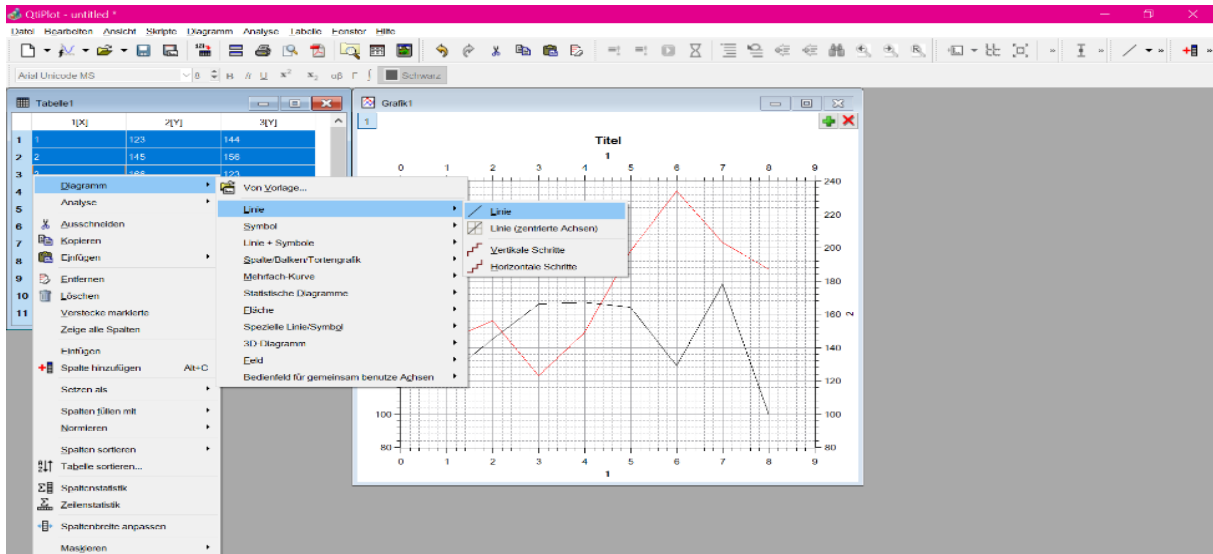 QtiPlot - untitled *
Datei Bearbeiten Ansicht Skripte Diagramm Analyse Tabelle Fenster Hilfe
Arial Unicode MS 8 Schwarz
Tabelle1
1[X] 2[Y] 3[Y]
1 1 123 144
2 2 145 156
3 3 166 123
4
5
6
7
8
9
10
11
Diagramm
Analyse
Ausschneiden
Kopieren
Einfügen
Entfernen
Löschen
Verstecke markierte
Zeige alle Spalten
Einfügen
Spalte hinzufügen Alt+C
Setzen als
Spalten füllen mit
Normieren
Spalten sortieren
Tabelle sortieren...
Spaltenstatistik
Zeilenstatistik
Spaltenbreite anpassen
Maskieren
Von Vorlage...
Linie
Symbol
Linie + Symbole
Spalte/Balken/Tortengrafik
Mehrfach-Kurve
Statistische Diagramme
Fläche
Spezielle Linie/Symbol
3D-Diagramm
Feld
Bedienfeld für gemeinsam benutze Achsen
Linie
Linie (zentrierte Achsen)
Vertikale Schritte
Horizontale Schritte
Grafik1
1
Titel
1
0 1 2 3 4 5 6 7 8 9
240
220
200
180
160
140
120
100 100
80 80
2
0 1 2 3 4 5 6 7 8 9
1